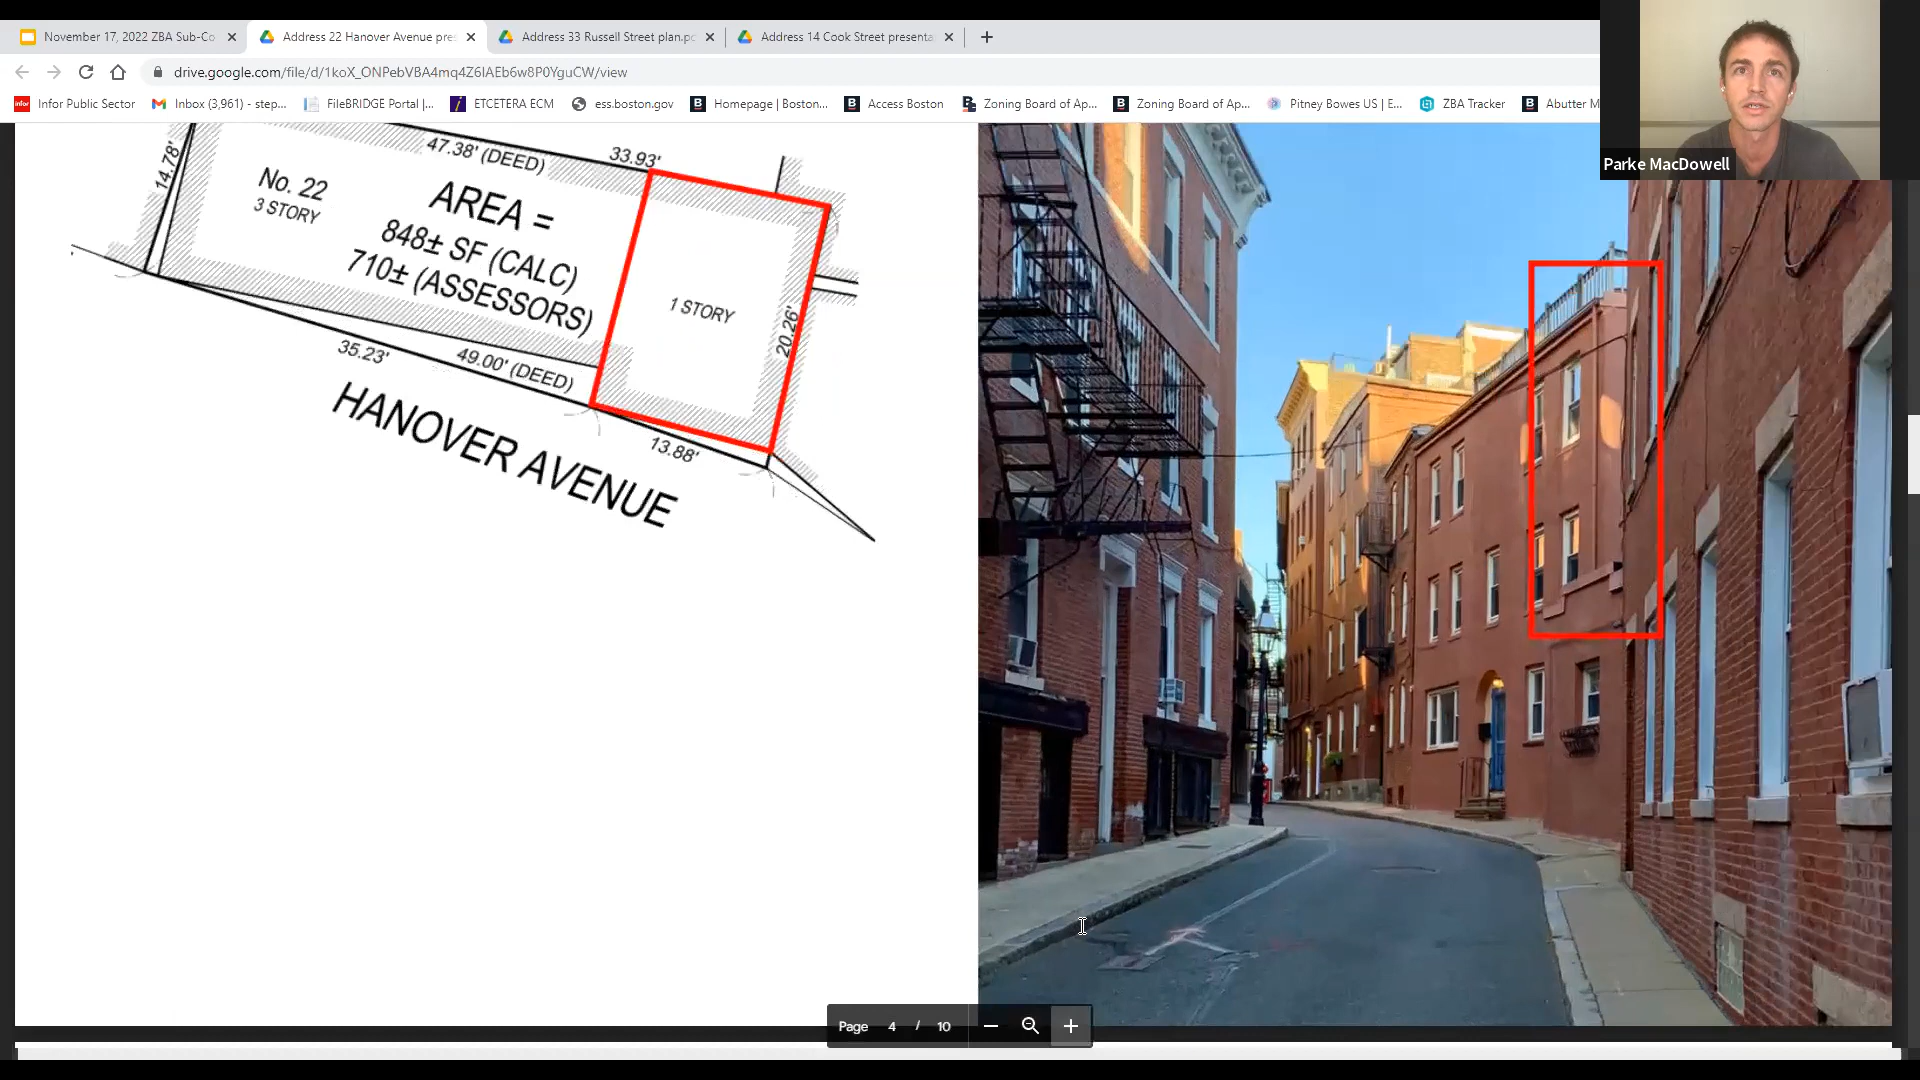 November 17, 2022 ZBA Sub-Co
Address 22 Hanover Avenue pre
Address 33 Russell Street plan.pc
Address 14 Cook Street presenta
drive.google.com/file/d/1koX_ONPebVBA4mq4Z6IAEb6w8P0YguCW/view
infor
Infor Public Sector
Inbox (3,961) - step...
FileBRIDGE Portal |...
ETCETERA ECM
ess.boston.gov
B
Homepage | Boston...
B
Access Boston
Zoning Board of Ap...
B
Zoning Board of Ap...
Pitney Bowes US | E...
ZBA Tracker
B
Abutter M
Parke MacDowell
47.38' (DEED)
33.93'
14.78'
No. 22
3 STORY
AREA =
848± SF (CALC)
710± (ASSESSORS)
1 STORY
20.26'
35.23'
49.00' (DEED)
13.88'
HANOVER AVENUE
Page 4 / 10